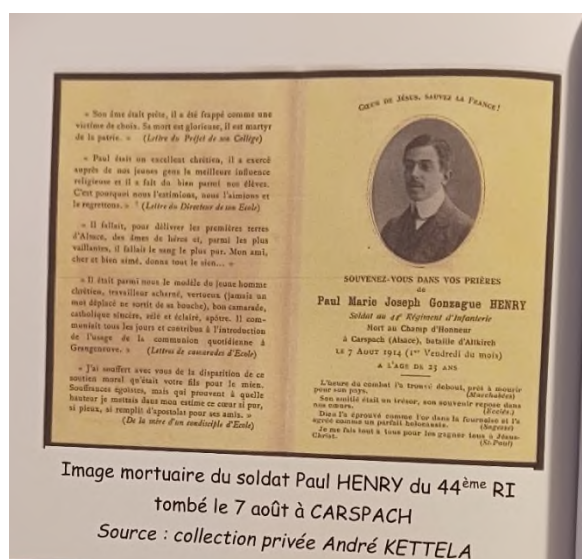 « Son âme était prête, il a été frappé comme une
victime de choix. Sa mort est glorieuse, il est martyr
de la patrie. » (Lettre du Préfet de son Collège)
« Paul était un excellent chrétien, il a exercé
auprès de nos jeunes gens la meilleure influence
religieuse et il a fait du bien parmi nos élèves.
C'est pourquoi nous l'estimions, nous l'aimions et
le regrettons. » (Lettre du Directeur de son Ecole)
« Il fallait, pour délivrer les premières terres
d'Alsace, des âmes de héros et, parmi les plus
vaillantes, il fallait le sang le plus pur. Mon ami,
cher et bien aimé, donna tout le sien... »
« Il était parmi nous le modèle du jeune homme
chrétien, travailleur acharné, vertueux (jamais un
mot déplacé ne sortit de sa bouche), bon camarade,
catholique sincère, zélé et éclairé, apôtre. Il com-
muniait tous les jours et contribua à l'introduction
de l'usage de la communion quotidienne à
Grangeneuve. » (Lettres de camarades d'Ecole)
« J'ai souffert avec vous de la disparition de ce
soutien moral qu'était votre fils pour le mien.
Souffrances égoïstes, mais qui prouvent à quelle
hauteur je mettais dans mon estime ce cœur si pur,
si pieux, si rempli d'apostolat pour ses amis. »
(De la mère d'un condisciple d'Ecole)
CŒUR DE JÉSUS, SAUVEZ LA FRANCE !
SOUVENEZ-VOUS DANS VOS PRIÈRES
de
Paul Marie Joseph Gonzague HENRY
Soldat au 44e Régiment d'Infanterie
Mort au Champ d'Honneur
à Carspach (Alsace), bataille d'Altkirch
LE 7 AOUT 1914 (1er Vendredi du mois)
A L'AGE DE 25 ANS
L'heure du combat l'a trouvé debout, prêt à mourir
pour son pays. (Macchabées)
Son amitié était un trésor, son souvenir repose dans
nos cœurs. (Ecclés.)
Dieu l'a éprouvé comme l'or dans la fournaise et l'a
agréé comme un parfait holocauste. (Sagesse)
Je me fais tout à tous pour les gagner tous à Jésus-
Christ. (St-Paul)
Image mortuaire du soldat Paul HENRY du 44ème RI
tombé le 7 août à CARSPACH
Source : collection privée André KETTELA